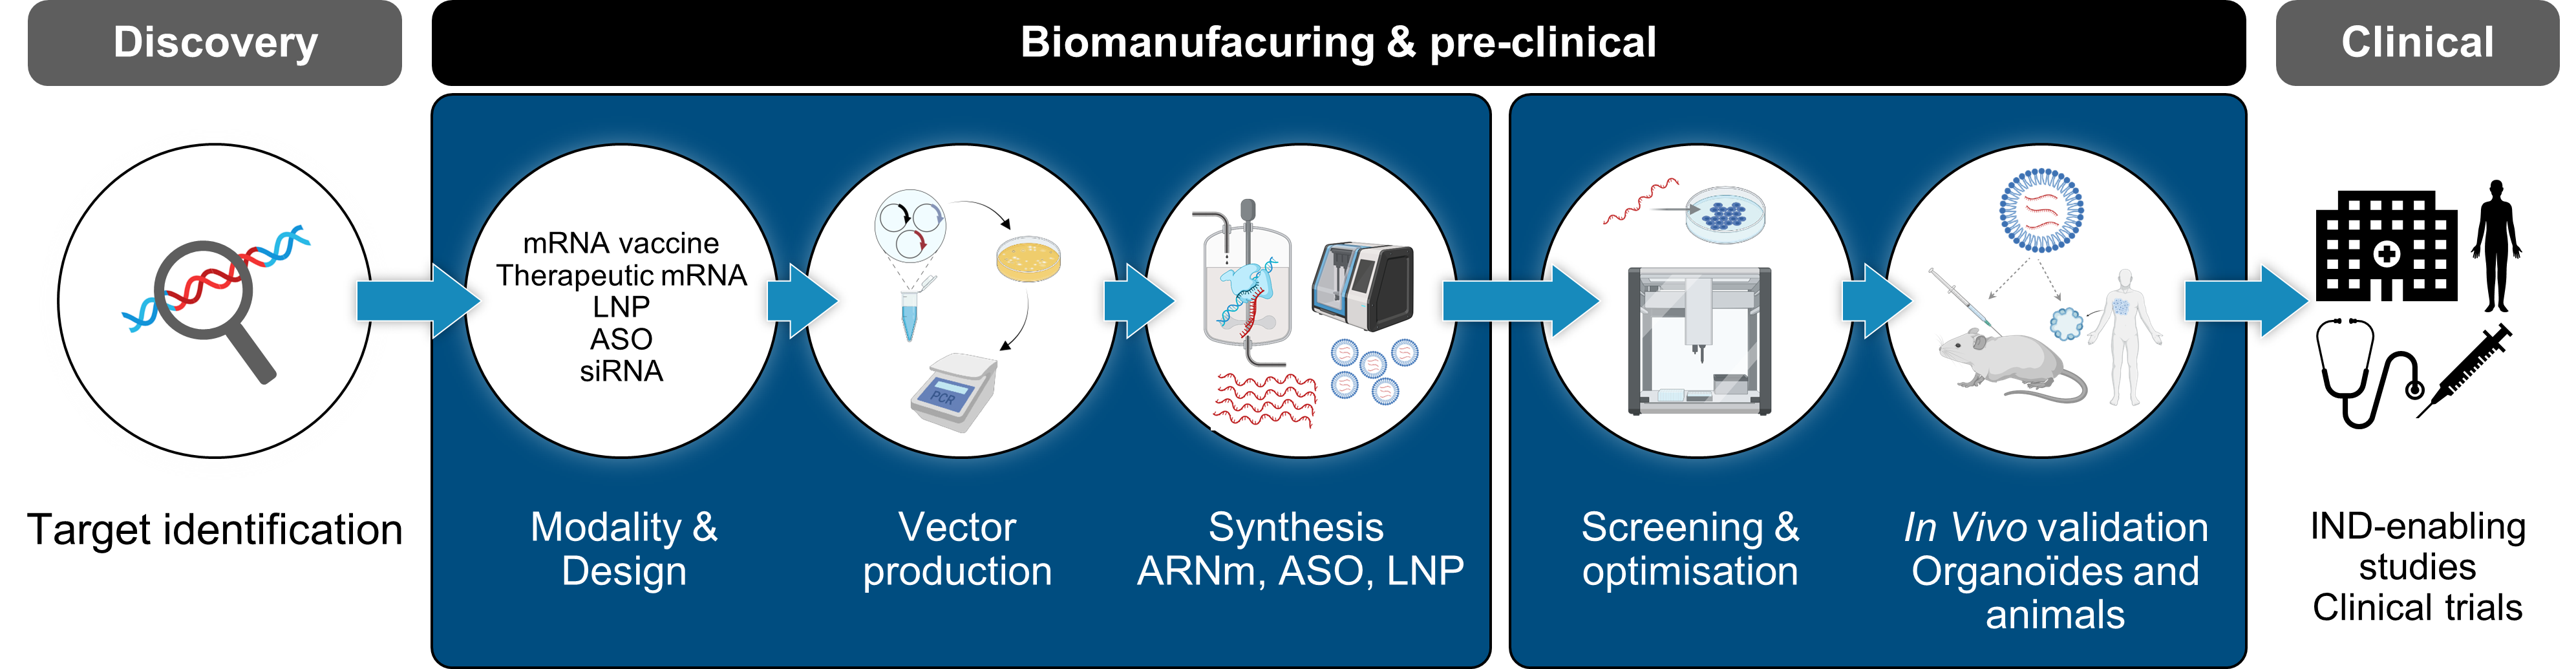 Discovery
Biomanufacuring & pre-clinical
Clinical
mRNA vaccine
Therapeutic mRNA
LNP
ASO
siRNA
PCR
Target identification
Modality &
Design
Vector
production
Synthesis
ARNm, ASO, LNP
Screening &
optimisation
In Vivo validation
Organoïdes and
animals
IND-enabling
studies
Clinical trials